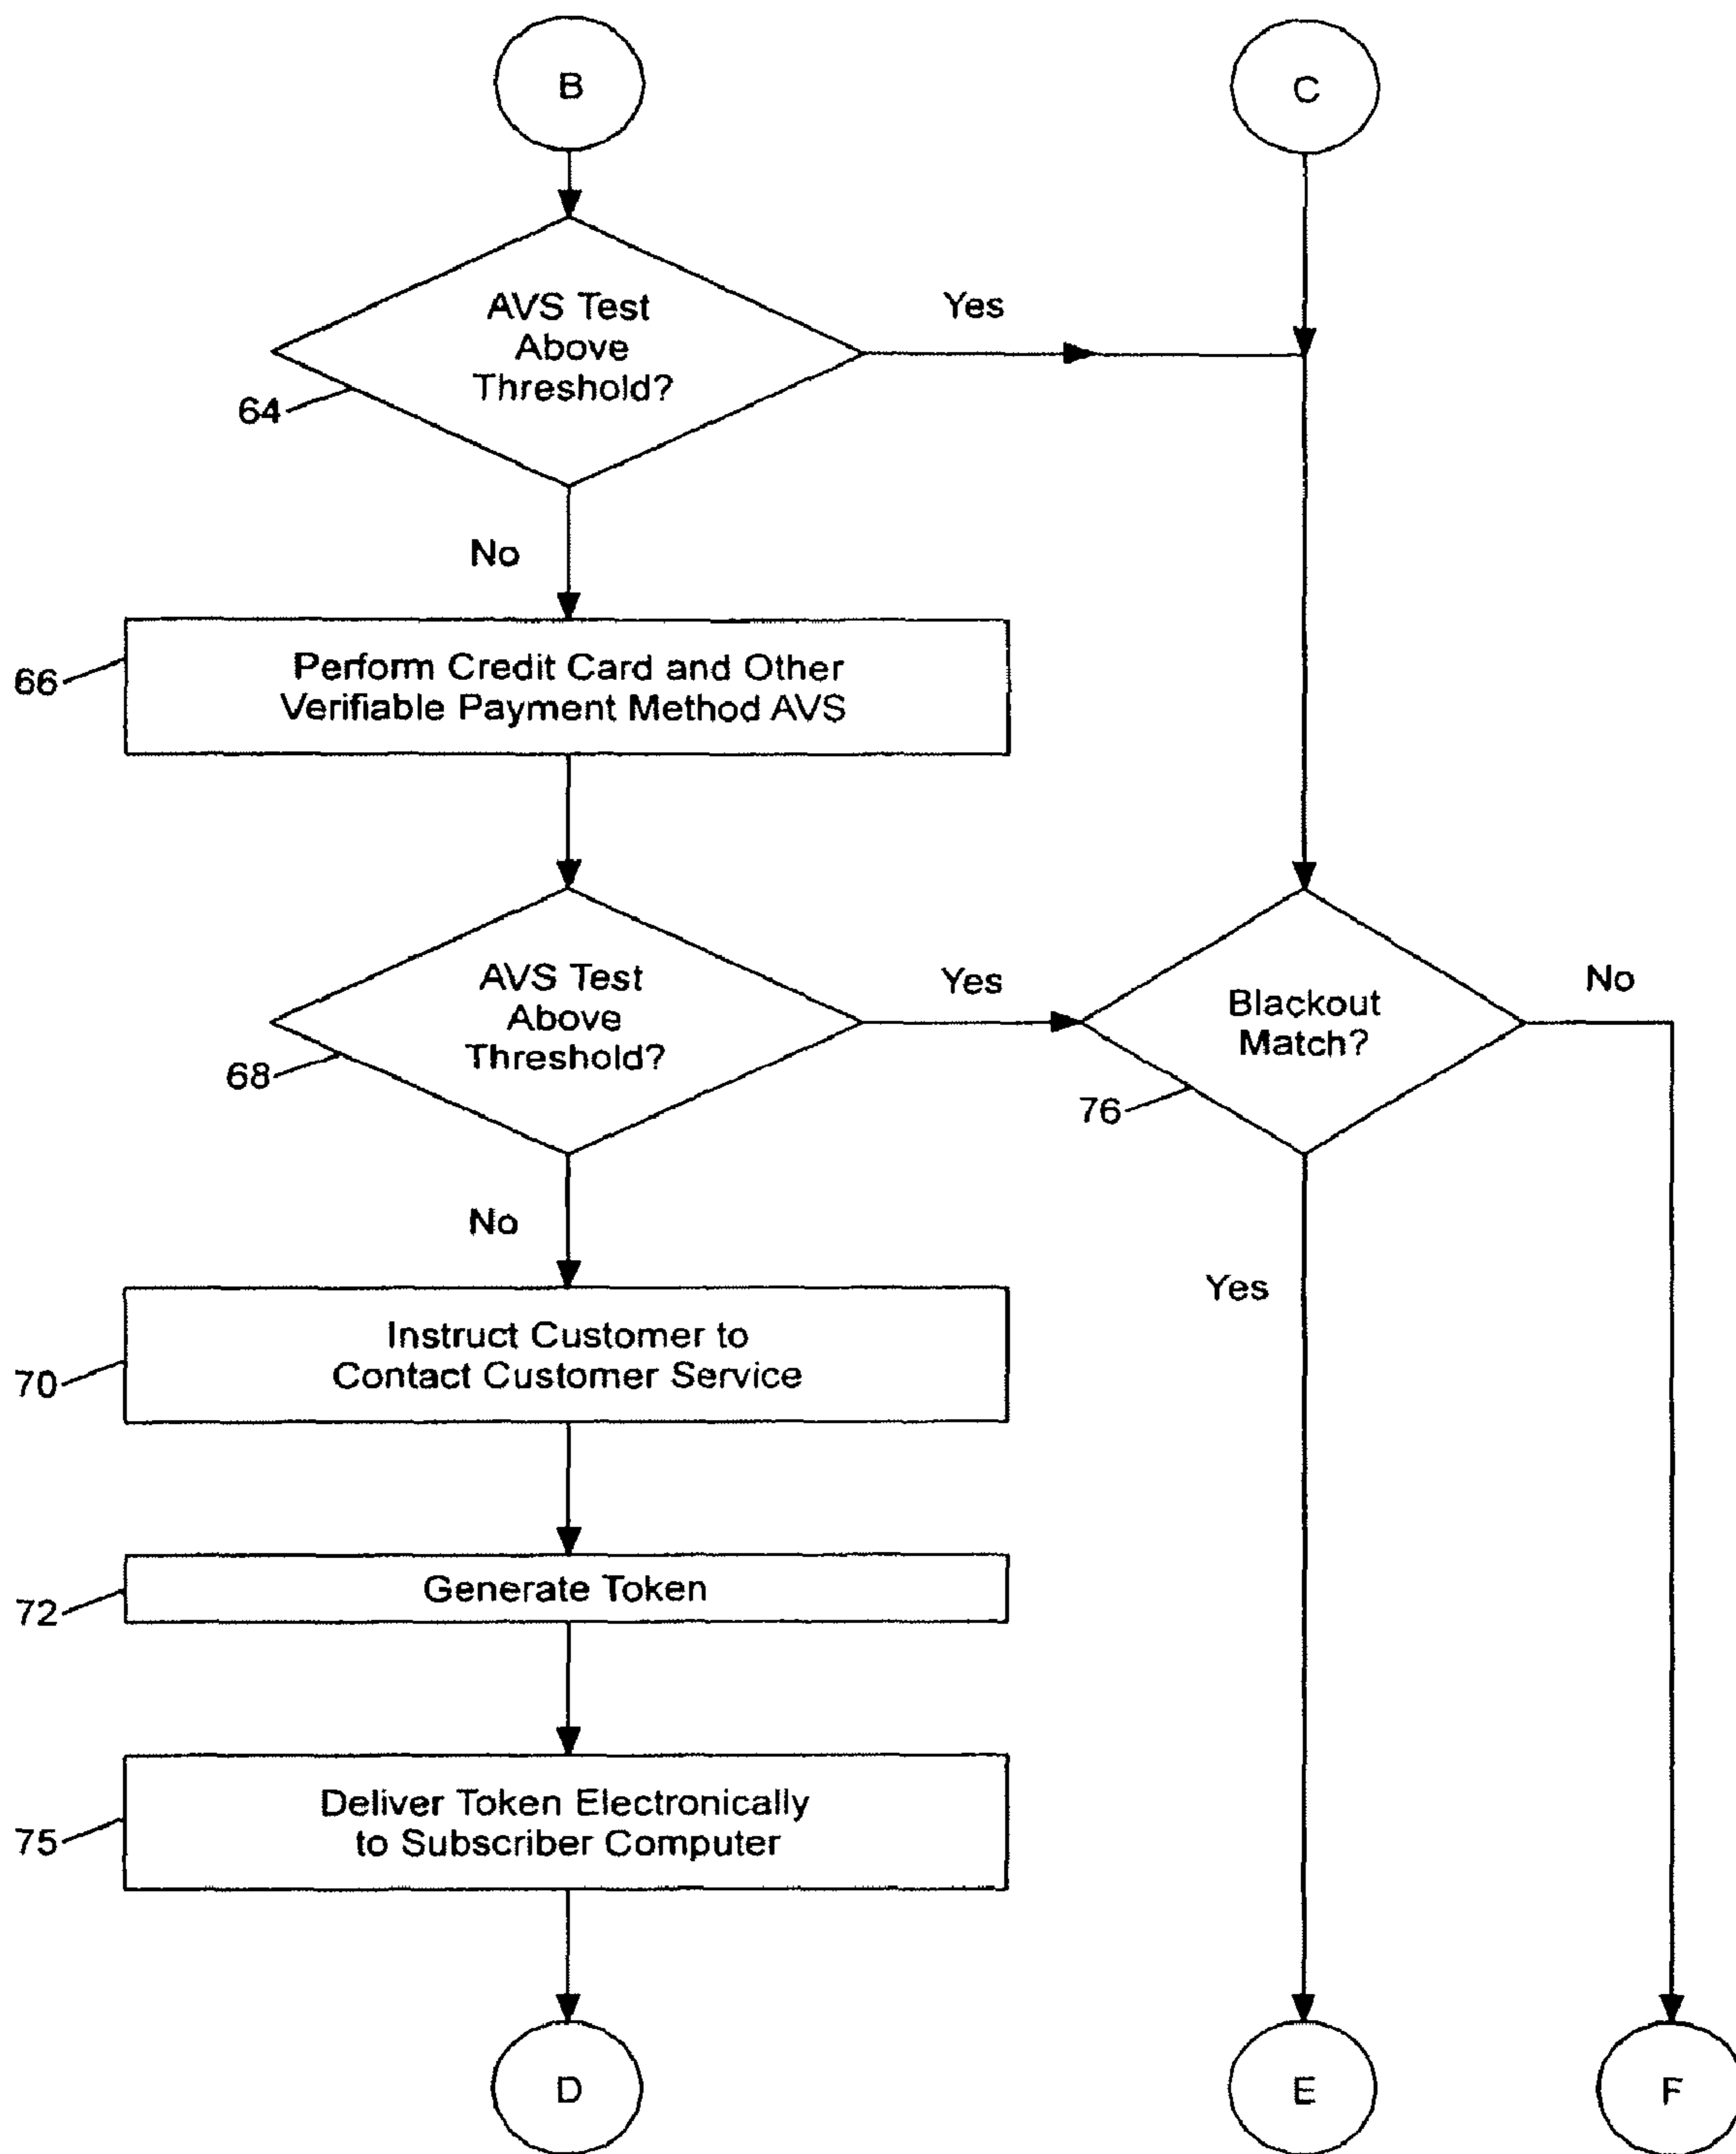 B
C
AVS Test
Above
Threshold?
Yes
64
No
66
Perform Credit Card and Other
Verifiable Payment Method AVS
AVS Test
Above
Threshold?
68
Yes
Blackout
Match?
No
76
No
Yes
Instruct Customer to
Contact Customer Service
70
Generate Token
72
Deliver Token Electronically
to Subscriber Computer
75
D
E
F